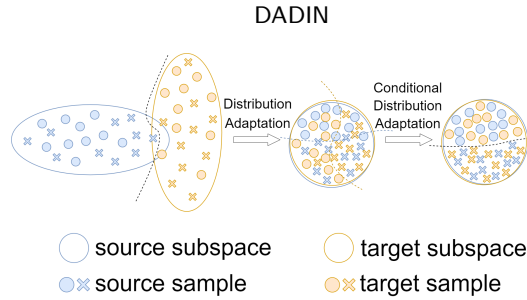 DADIN
Distribution
Adaptation
Conditional
Distribution
Adaptation
source subspace
target subspace
source sample
target sample